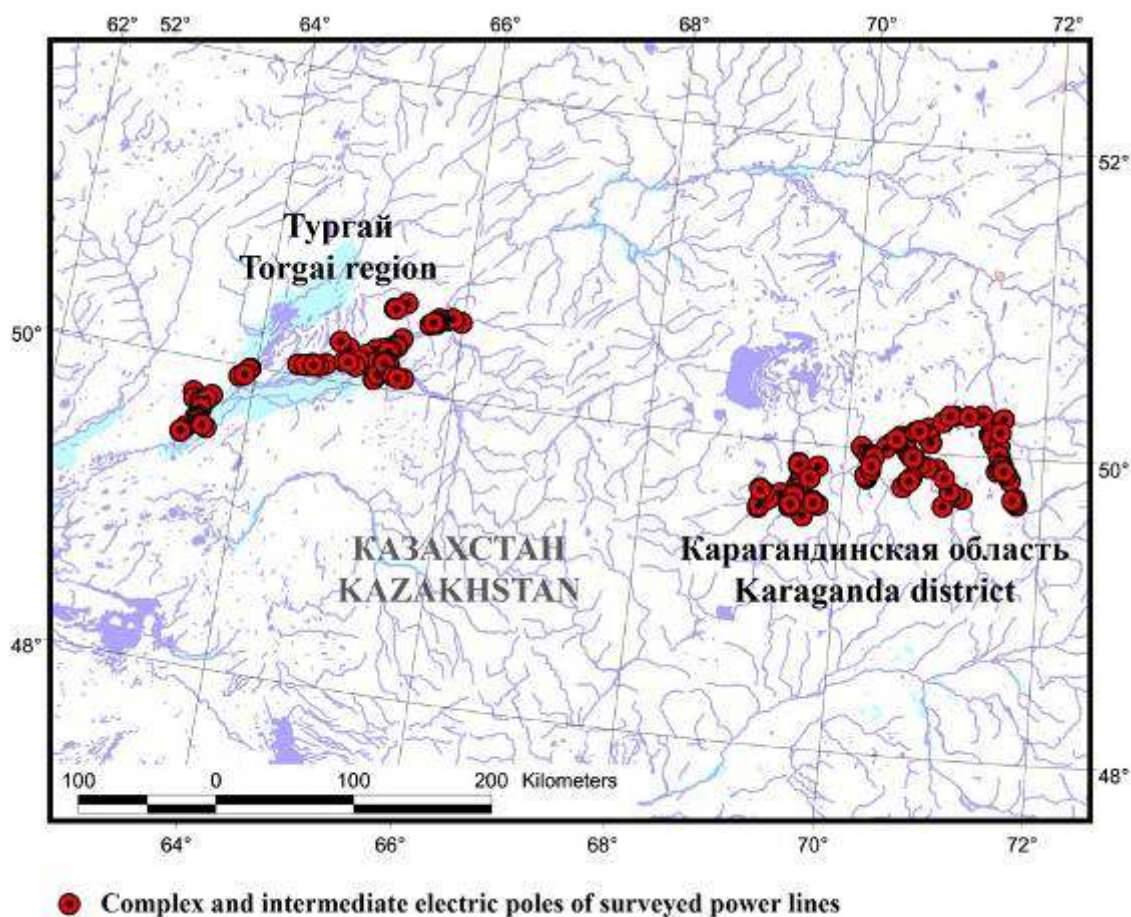 62° 52° 64° 66° 68° 70° 72°
52°
Тургай
Torgai region
50°
50°
КАЗАХСТАН
KAZAKHSTAN
Карагандинская область
Karaganda district
48°
48°
100 0 100 200 Kilometers
64° 66° 68° 70° 72°
Complex and intermediate electric poles of surveyed power lines